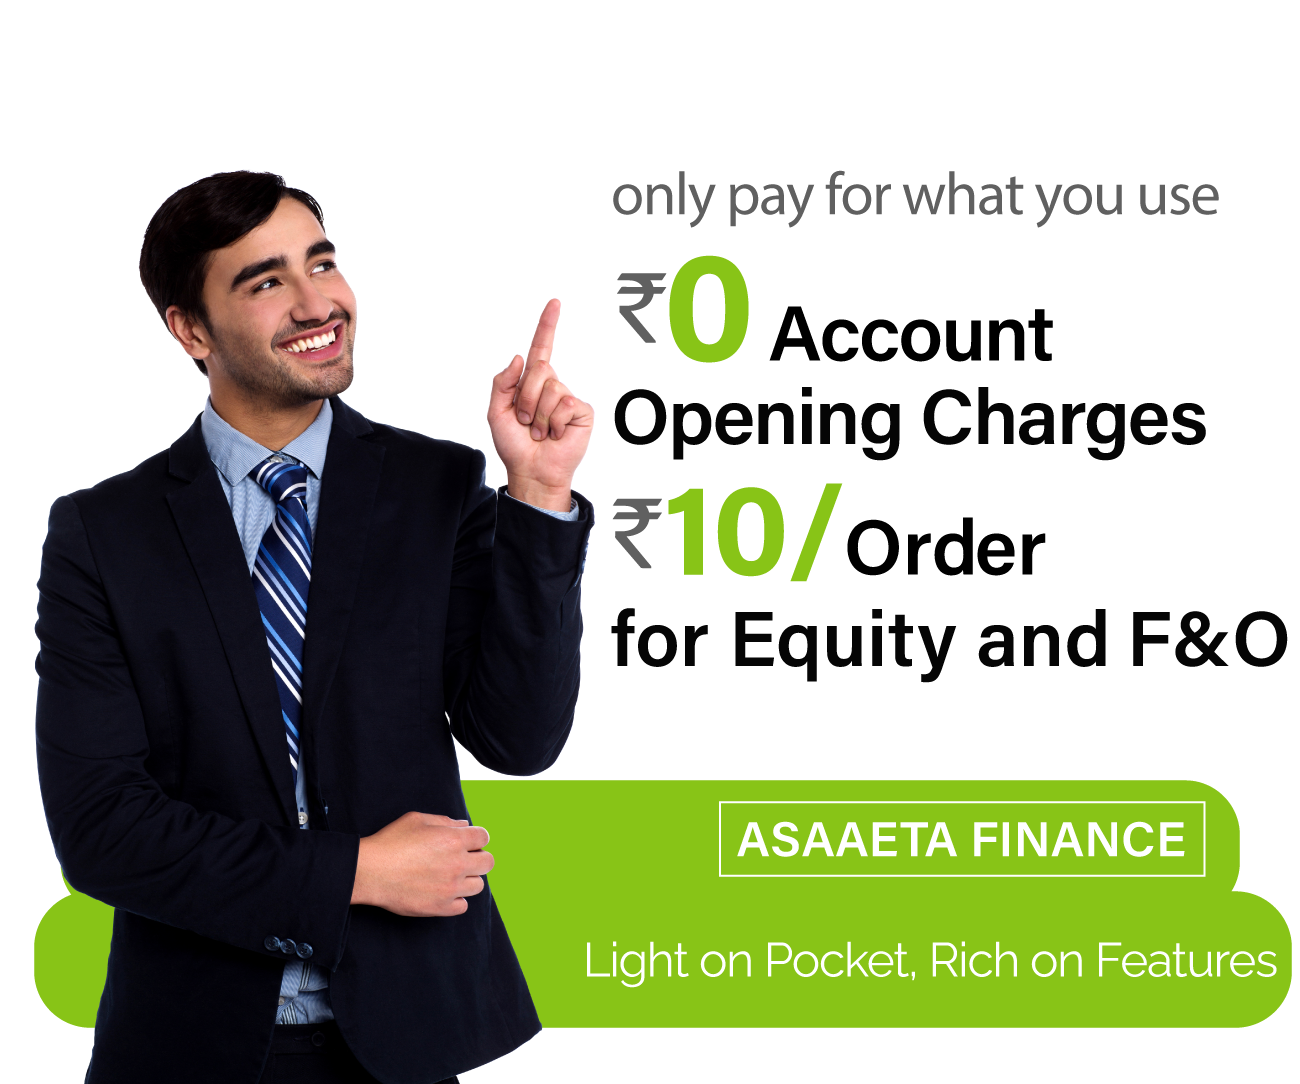 only pay for what you use
₹0 Account
Opening Charges
₹10/Order
for Equity and F&O
ASAAETA FINANCE
Light on Pocket, Rich on Features